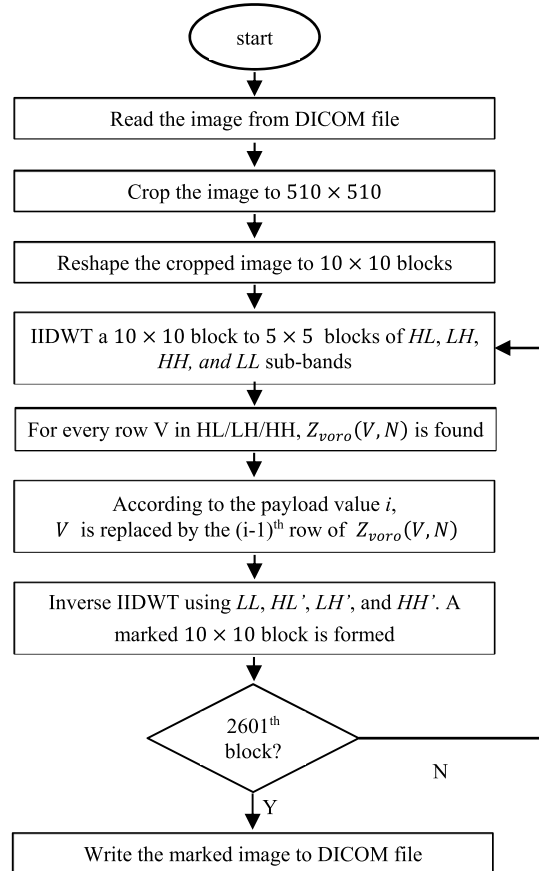 start
Read the image from DICOM file
Crop the image to 510 × 510
Reshape the cropped image to 10 × 10 blocks
IIDWT a 10 × 10 block to 5 × 5 blocks of HL, LH,
HH, and LL sub-bands
For every row V in HL/LH/HH, Z_voro(V, N) is found
According to the payload value i,
V is replaced by the (i-1)th row of Z_voro(V, N)
Inverse IIDWT using LL, HL’, LH’, and HH’. A
marked 10 × 10 block is formed
2601th
block?
N
Y
Write the marked image to DICOM file